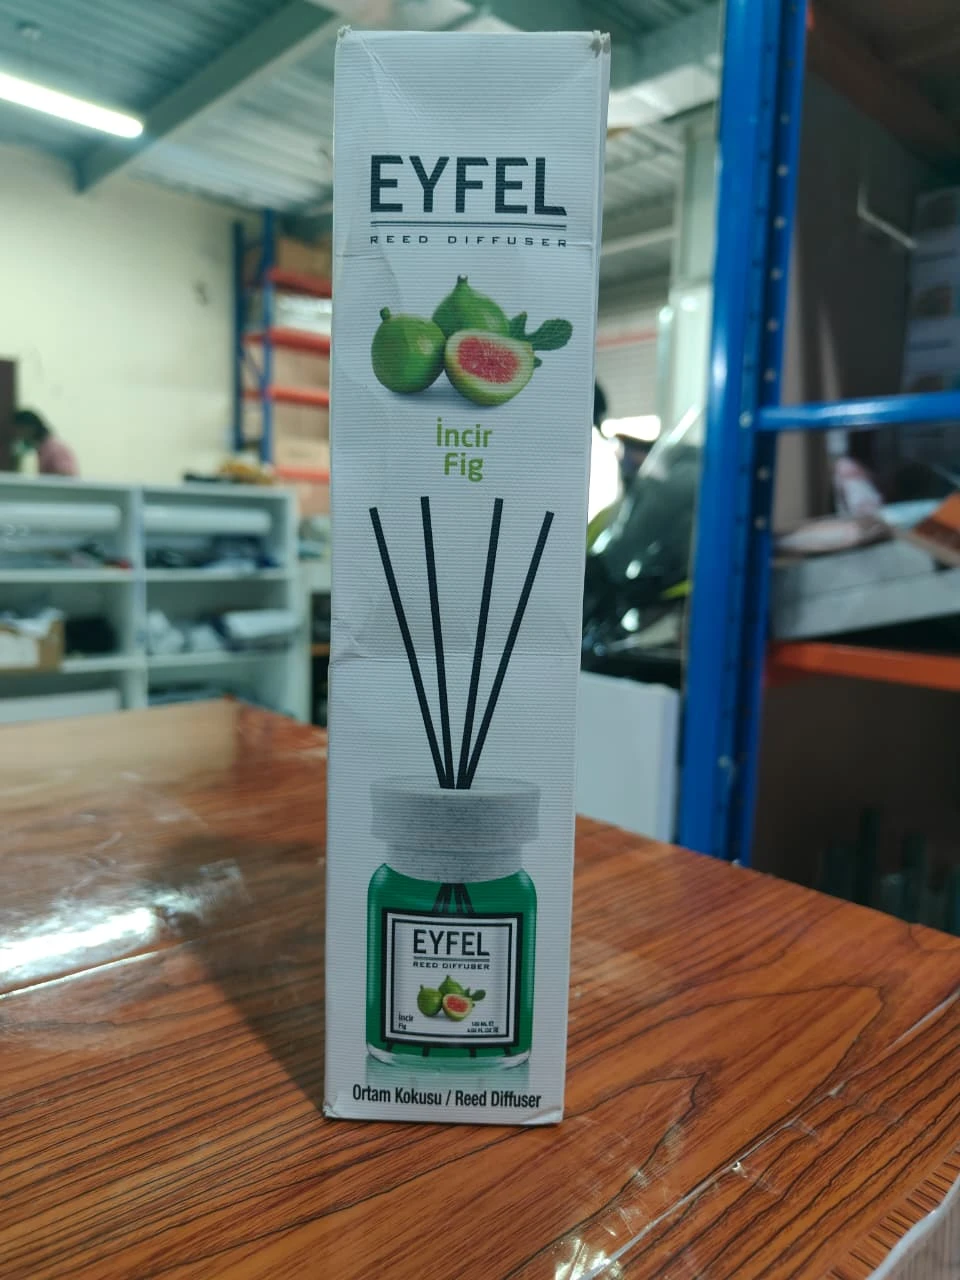 EYFEL
REED DIFFUSER
İncir
Fig
EYFEL
REED DIFFUSER
İncir
Fig
Ortam Kokusu / Reed Diffuser